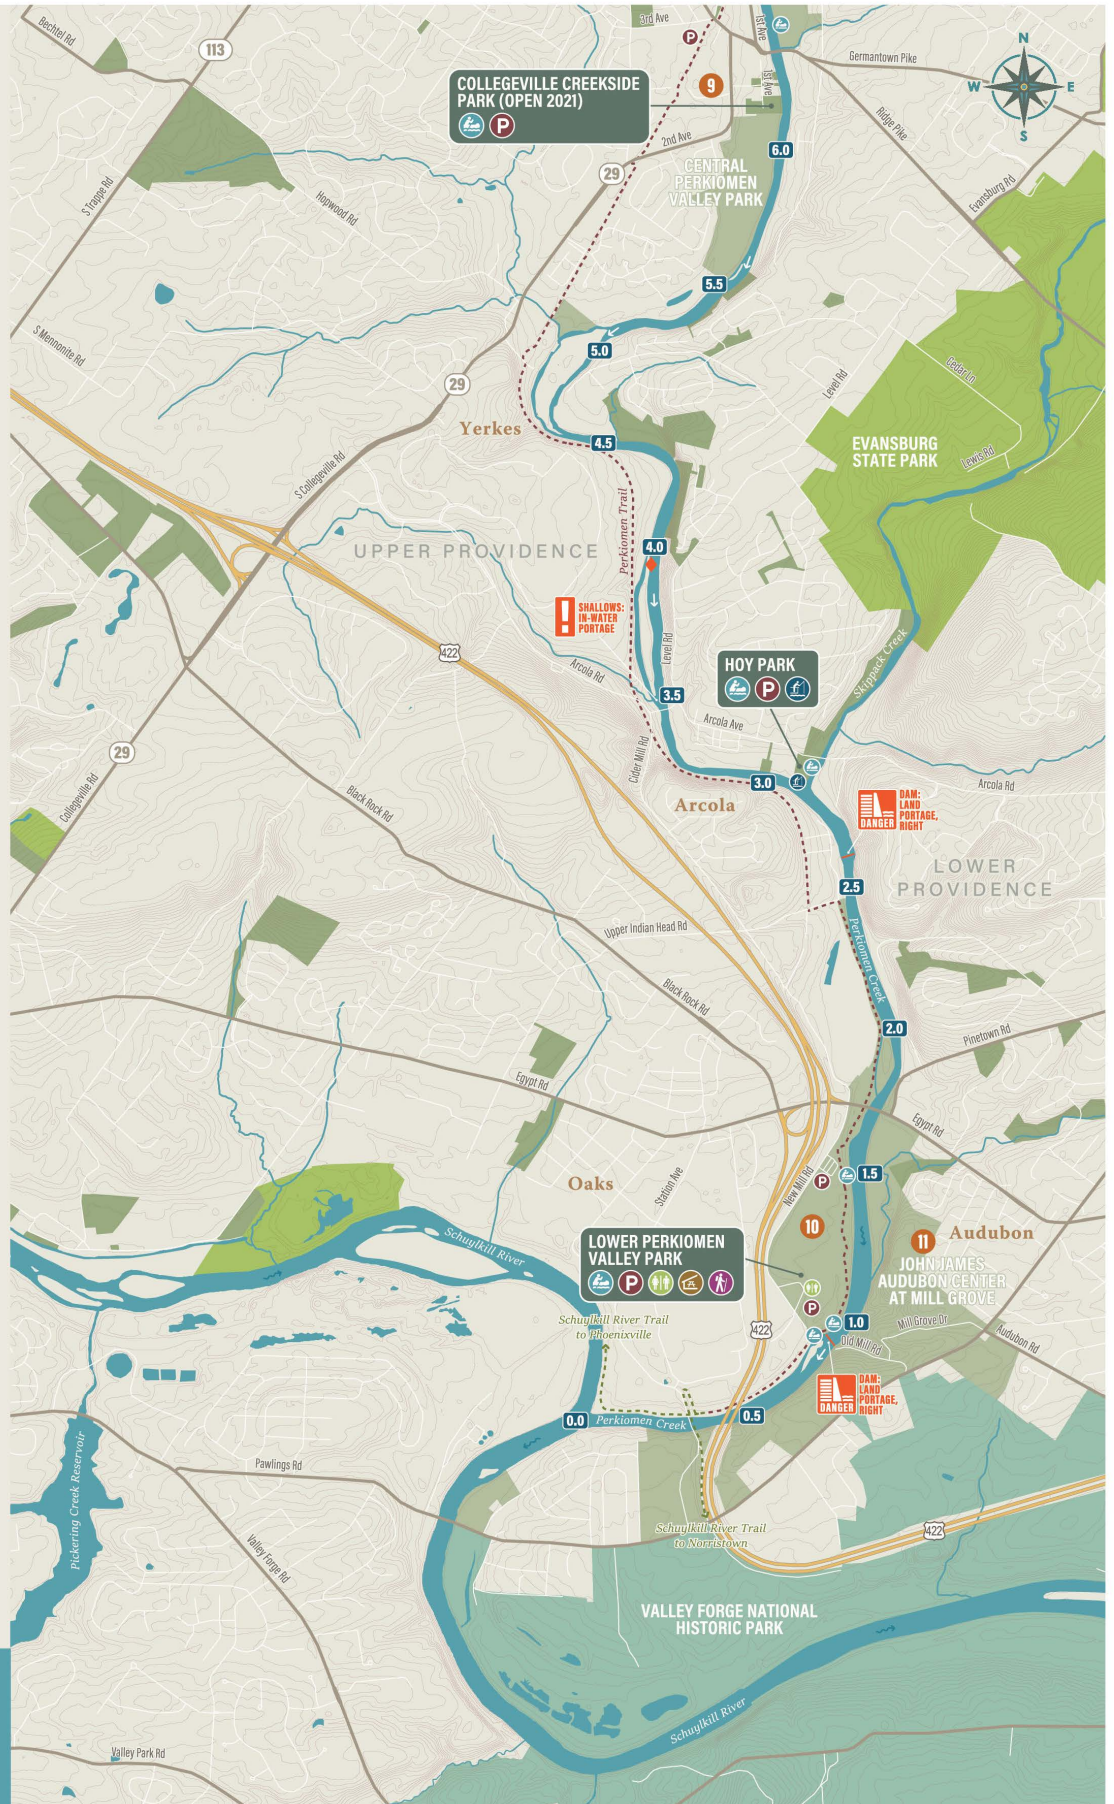 Bechtel Rd
113
3rd Ave
P
1st Ave
Germantown Pike
N
W
E
S
COLLEGEVILLE CREEKSIDE
PARK (OPEN 2021)
P
9
1st Ave
Ridge Pike
2nd Ave
6.0
CENTRAL
PERKIOMEN
VALLEY PARK
29
S Trappe Rd
Hopwood Rd
Evansburg Rd
5.5
5.0
S Mennonite Rd
29
Level Rd
Cedar Ln
Yerkes
4.5
EVANSBURG
STATE PARK
Lewis Rd
S Collegeville Rd
Perkiomen Trail
UPPER PROVIDENCE
4.0
SHALLOWS:
IN-WATER
PORTAGE
422
Level Rd
Arcola Rd
HOY PARK
P
Skippack Creek
3.5
Arcola Ave
29
Cider Mill Rd
Collegeville Rd
3.0
Arcola Rd
Black Rock Rd
Arcola
DANGER
DAM:
LAND
PORTAGE,
RIGHT
LOWER
PROVIDENCE
2.5
Upper Indian Head Rd
Perkiomen Creek
Black Rock Rd
2.0
Pinetown Rd
Egypt Rd
Egypt Rd
Oaks
Station Ave
New Mill Rd
P
1.5
10
11
Audubon
Schuylkill River
LOWER PERKIOMEN
VALLEY PARK
P
JOHN JAMES
AUDUBON CENTER
AT MILL GROVE
P
1.0
Mill Grove Dr
Old Mill Rd
Audubon Rd
Schuylkill River Trail
to Phoenixville
422
DANGER
DAM:
LAND
PORTAGE,
RIGHT
0.0
Perkiomen Creek
0.5
Pickering Creek Reservoir
Pawlings Rd
Valley Forge Rd
Schuylkill River Trail
to Norristown
422
VALLEY FORGE NATIONAL
HISTORIC PARK
Schuylkill River
Valley Park Rd